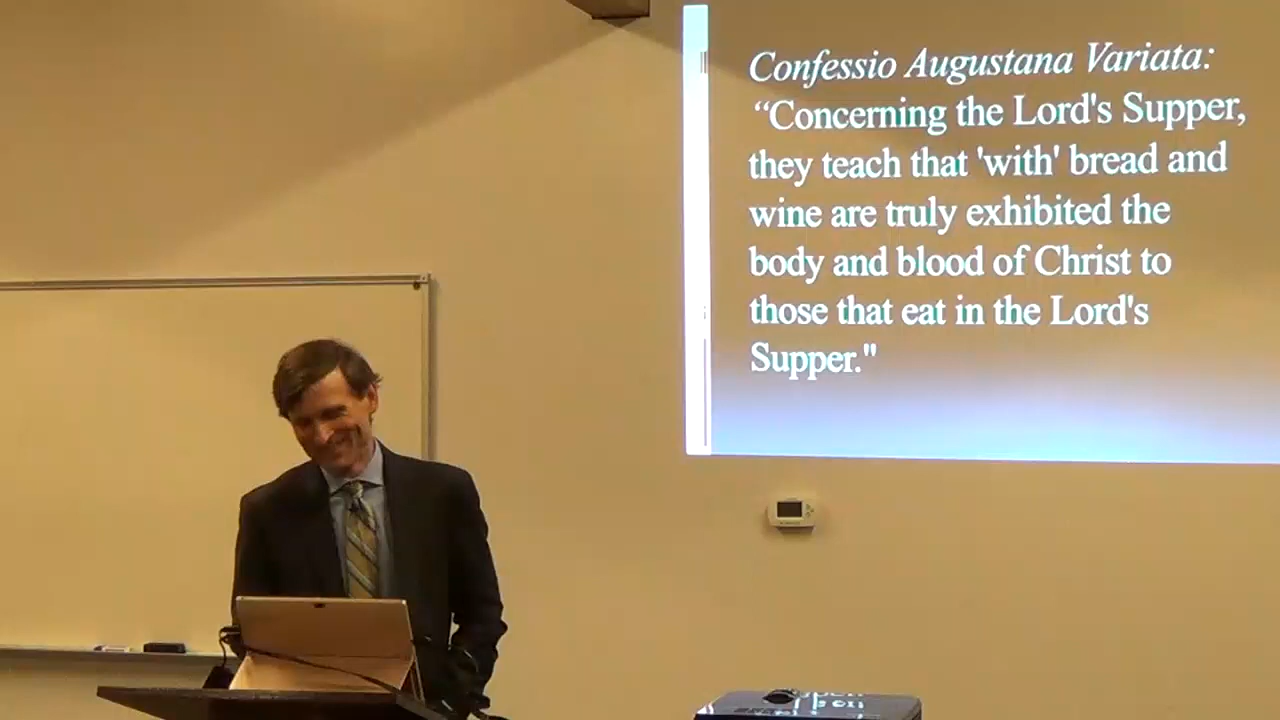 Confessio Augustana Variata:
“Concerning the Lord's Supper,
they teach that 'with' bread and
wine are truly exhibited the
body and blood of Christ to
those that eat in the Lord's
Supper."